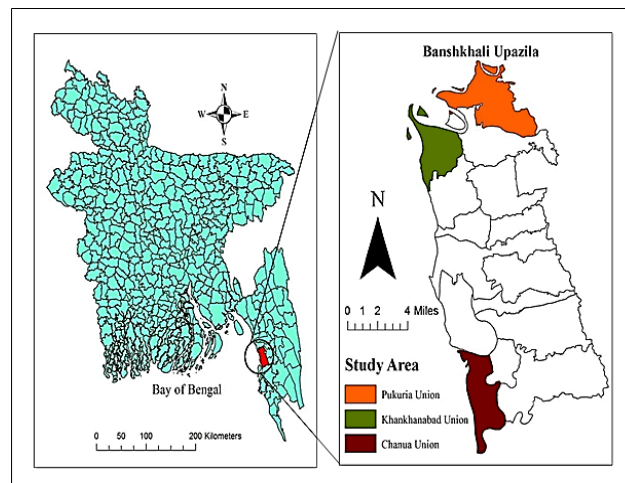 N
W E
S
Bay of Bengal
0 50 100 200 Kilometers
Banshkhali Upazila
N
0 1 2 4 Miles
Study Area
Pukuria Union
Khankhanabad Union
Chanua Union